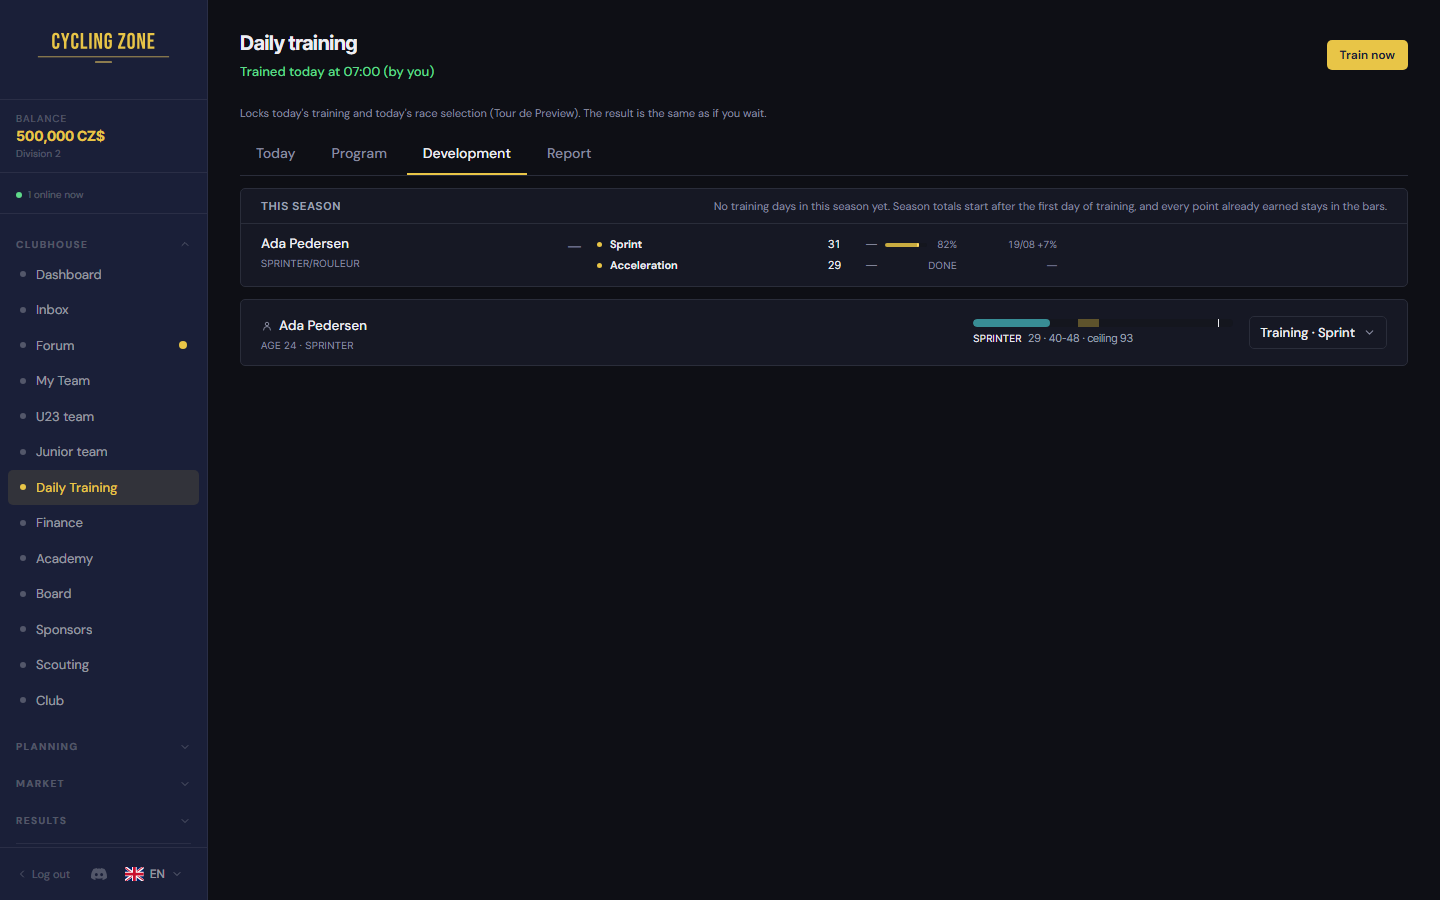 CYCLING ZONE
BALANCE
500,000 CZ$
Division 2
1 online now
CLUBHOUSE
Dashboard
Inbox
Forum
My Team
U23 team
Junior team
Daily Training
Finance
Academy
Board
Sponsors
Scouting
Club
PLANNING
MARKET
RESULTS
Log out
EN
Daily training
Trained today at 07:00 (by you)
Train now
Locks today's training and today's race selection (Tour de Preview). The result is the same as if you wait.
Today Program Development Report
THIS SEASON No training days in this season yet. Season totals start after the first day of training, and every point already earned stays in the bars.
Ada Pedersen — Sprint 31 — 82% 19/08 +7%
SPRINTER/ROULEUR Acceleration 29 — DONE —
Ada Pedersen
AGE 24 · SPRINTER
SPRINTER 29 · 40-48 · ceiling 93
Training · Sprint